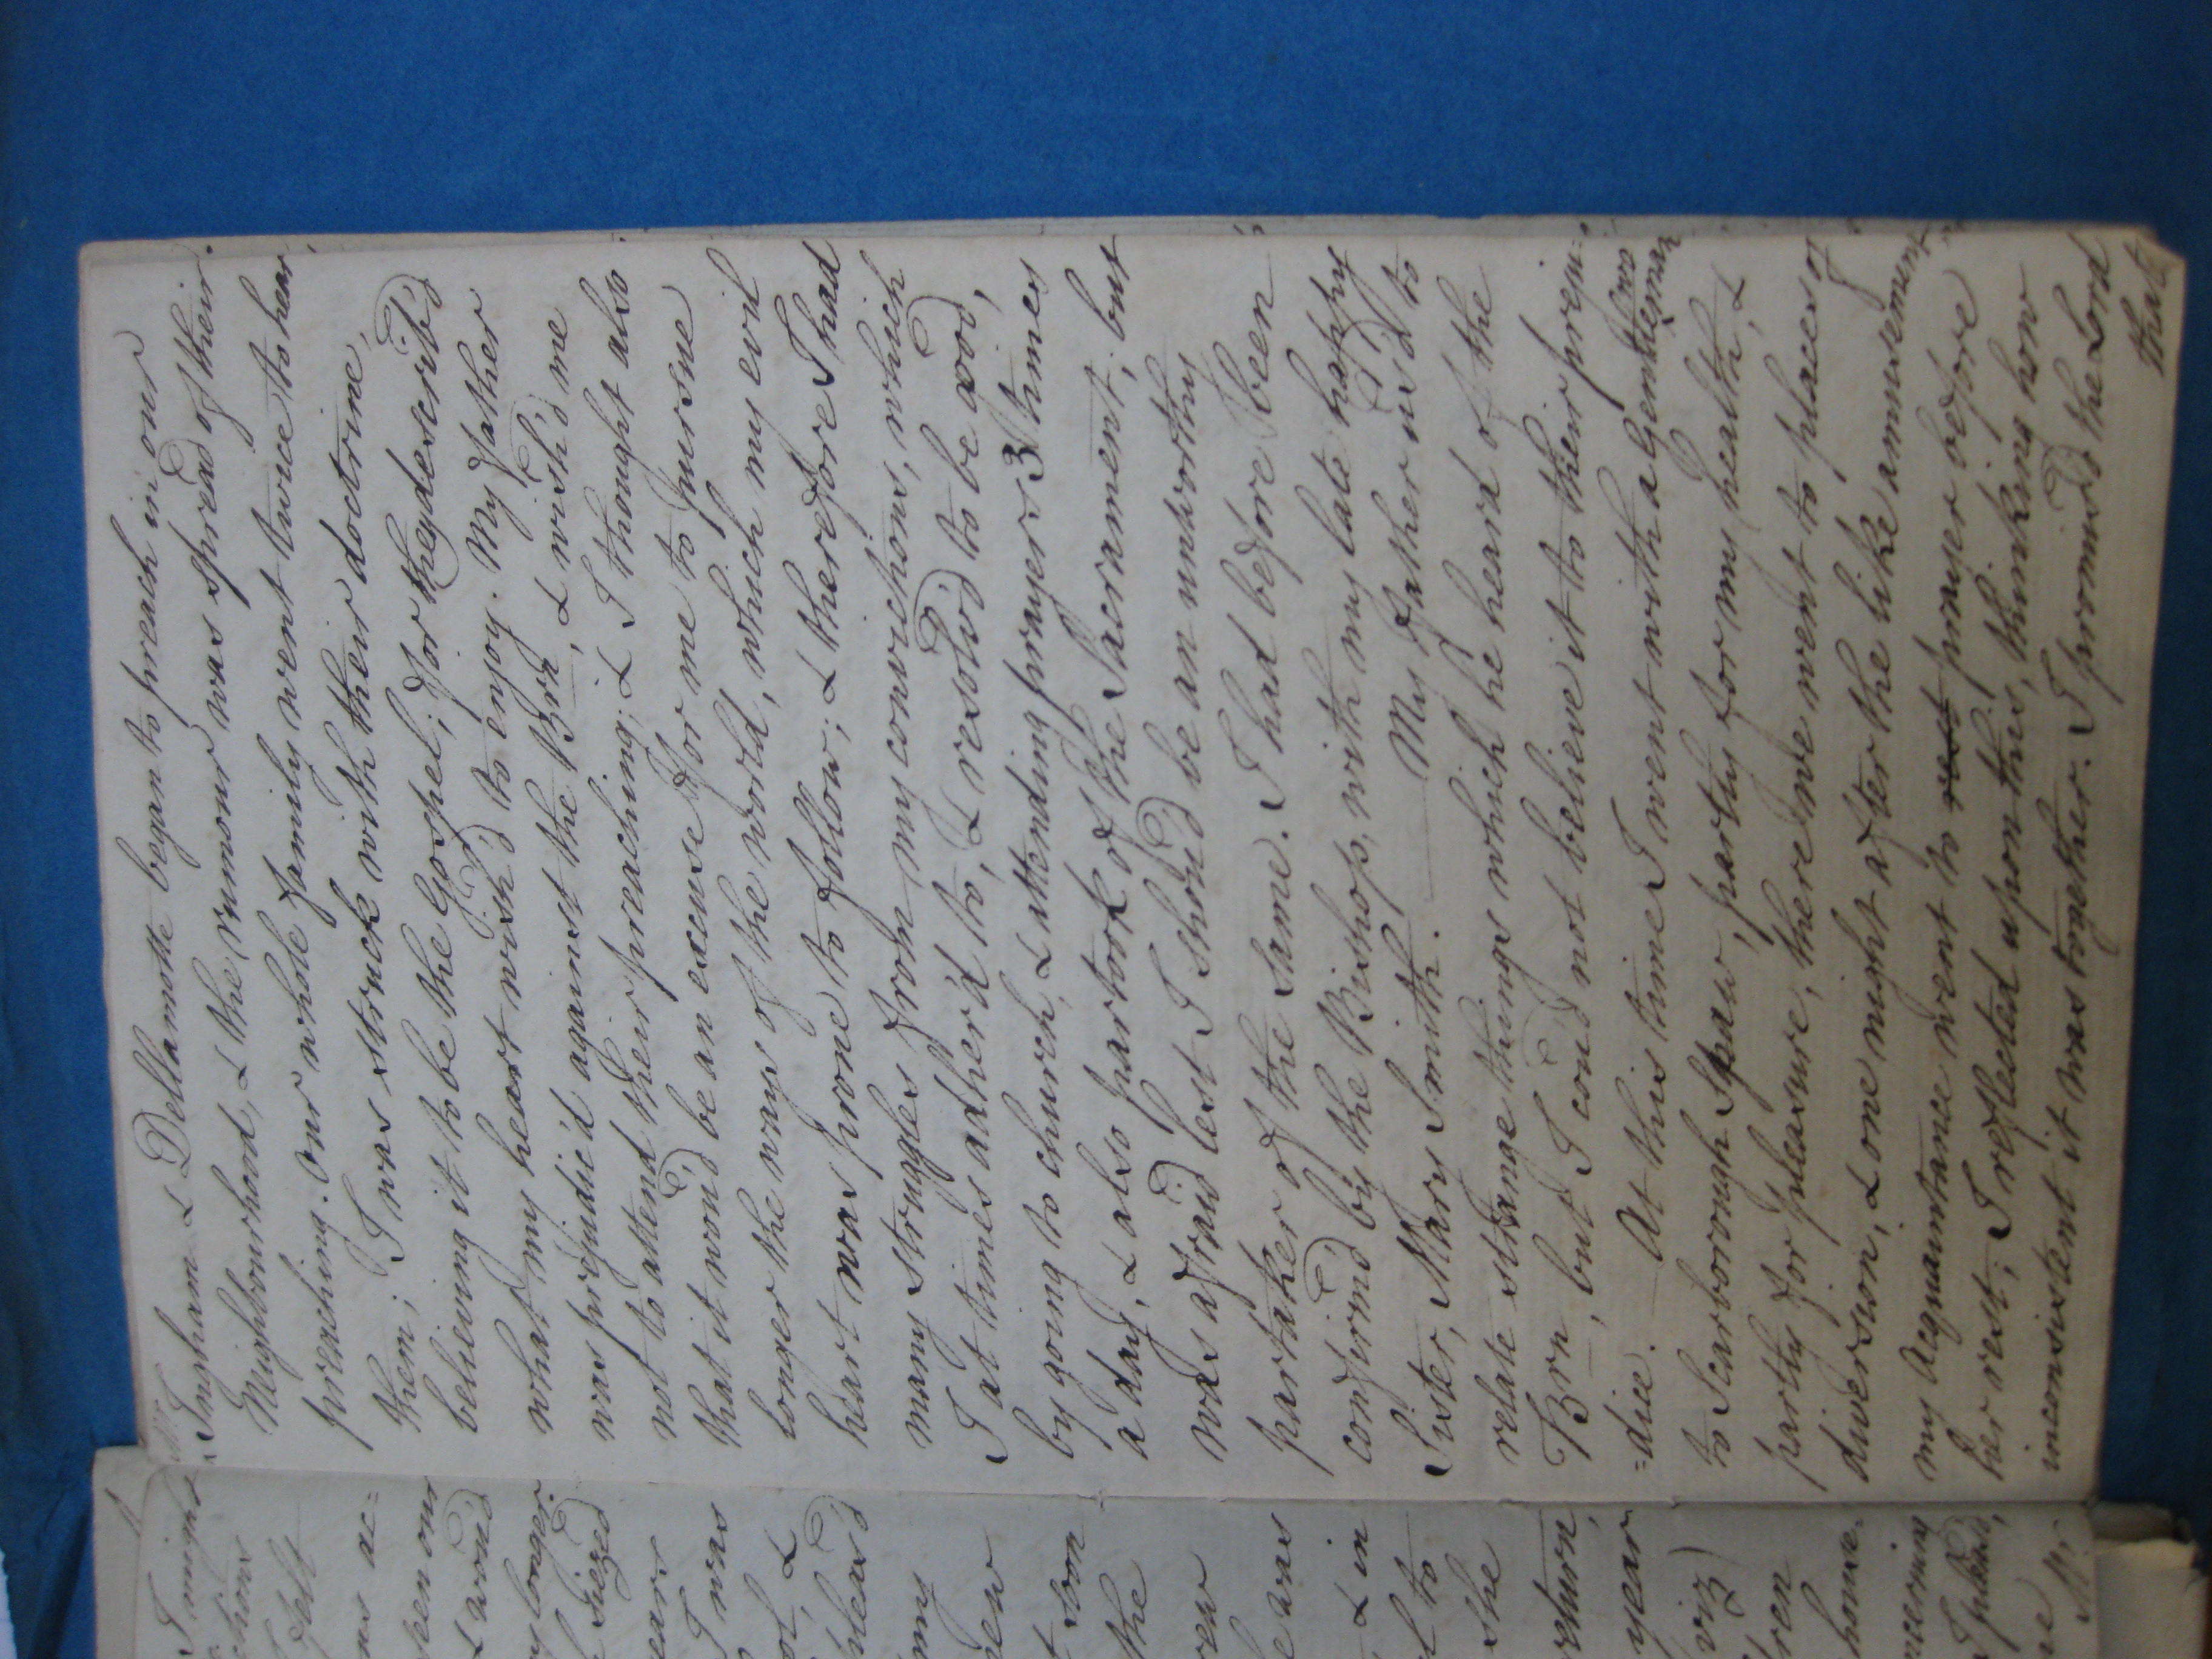 I might
ctions
I felt
ns ac=
seen our
& wou'd
ny longer.
siezed
ears
I was
ol, &
pleas'd
my
new
t soon
the
rew
e was
& in
l to
she
return,
year
viz)
ren
house=
ncerning
I pleas'd,
Mr.
Mr. Ingham & Dellamotte began to preach in our
Neighbourhood, & the rumour was spread of their
preaching. Our whole family went twice to hear
them; I was struck with their doctrine,
believing it to be the Gospel; for they describ'd
what my heart wish'd to enjoy. My father
was prejudic'd against the Brn, & wish'd me
not to attend their preaching; & I thought also
that it wou'd be an excuse for me to pursue
longer the ways of the world, which my evil
heart was prone to follow; & therefore I had
many struggles from my convictions, which
I at times adher'd to, & resolv'd to be good,
by going to church, & attending prayers 3 times
a day, & also partook of the Sacrament; but
was afraid lest I shou'd be an unworthy
partaker of the same. I had before been
confirm'd by the Bishop, with my late happy
Sister, Mary Smith. — My father us'd to
relate strange things which he heard of the
Brn, but I cou'd not believe it to their preju=
=dice. — At this time I went with a Gentlewoman
to Scarborough Spaw, partly for my health, &
partly for pleasure, there we went to places of
diversion, & one night after the like amusement,
my Acquaintance went to rest prayer before
her rest; I reflected upon this, thinking how
inconsistent it was together. I promis'd the Lord
that